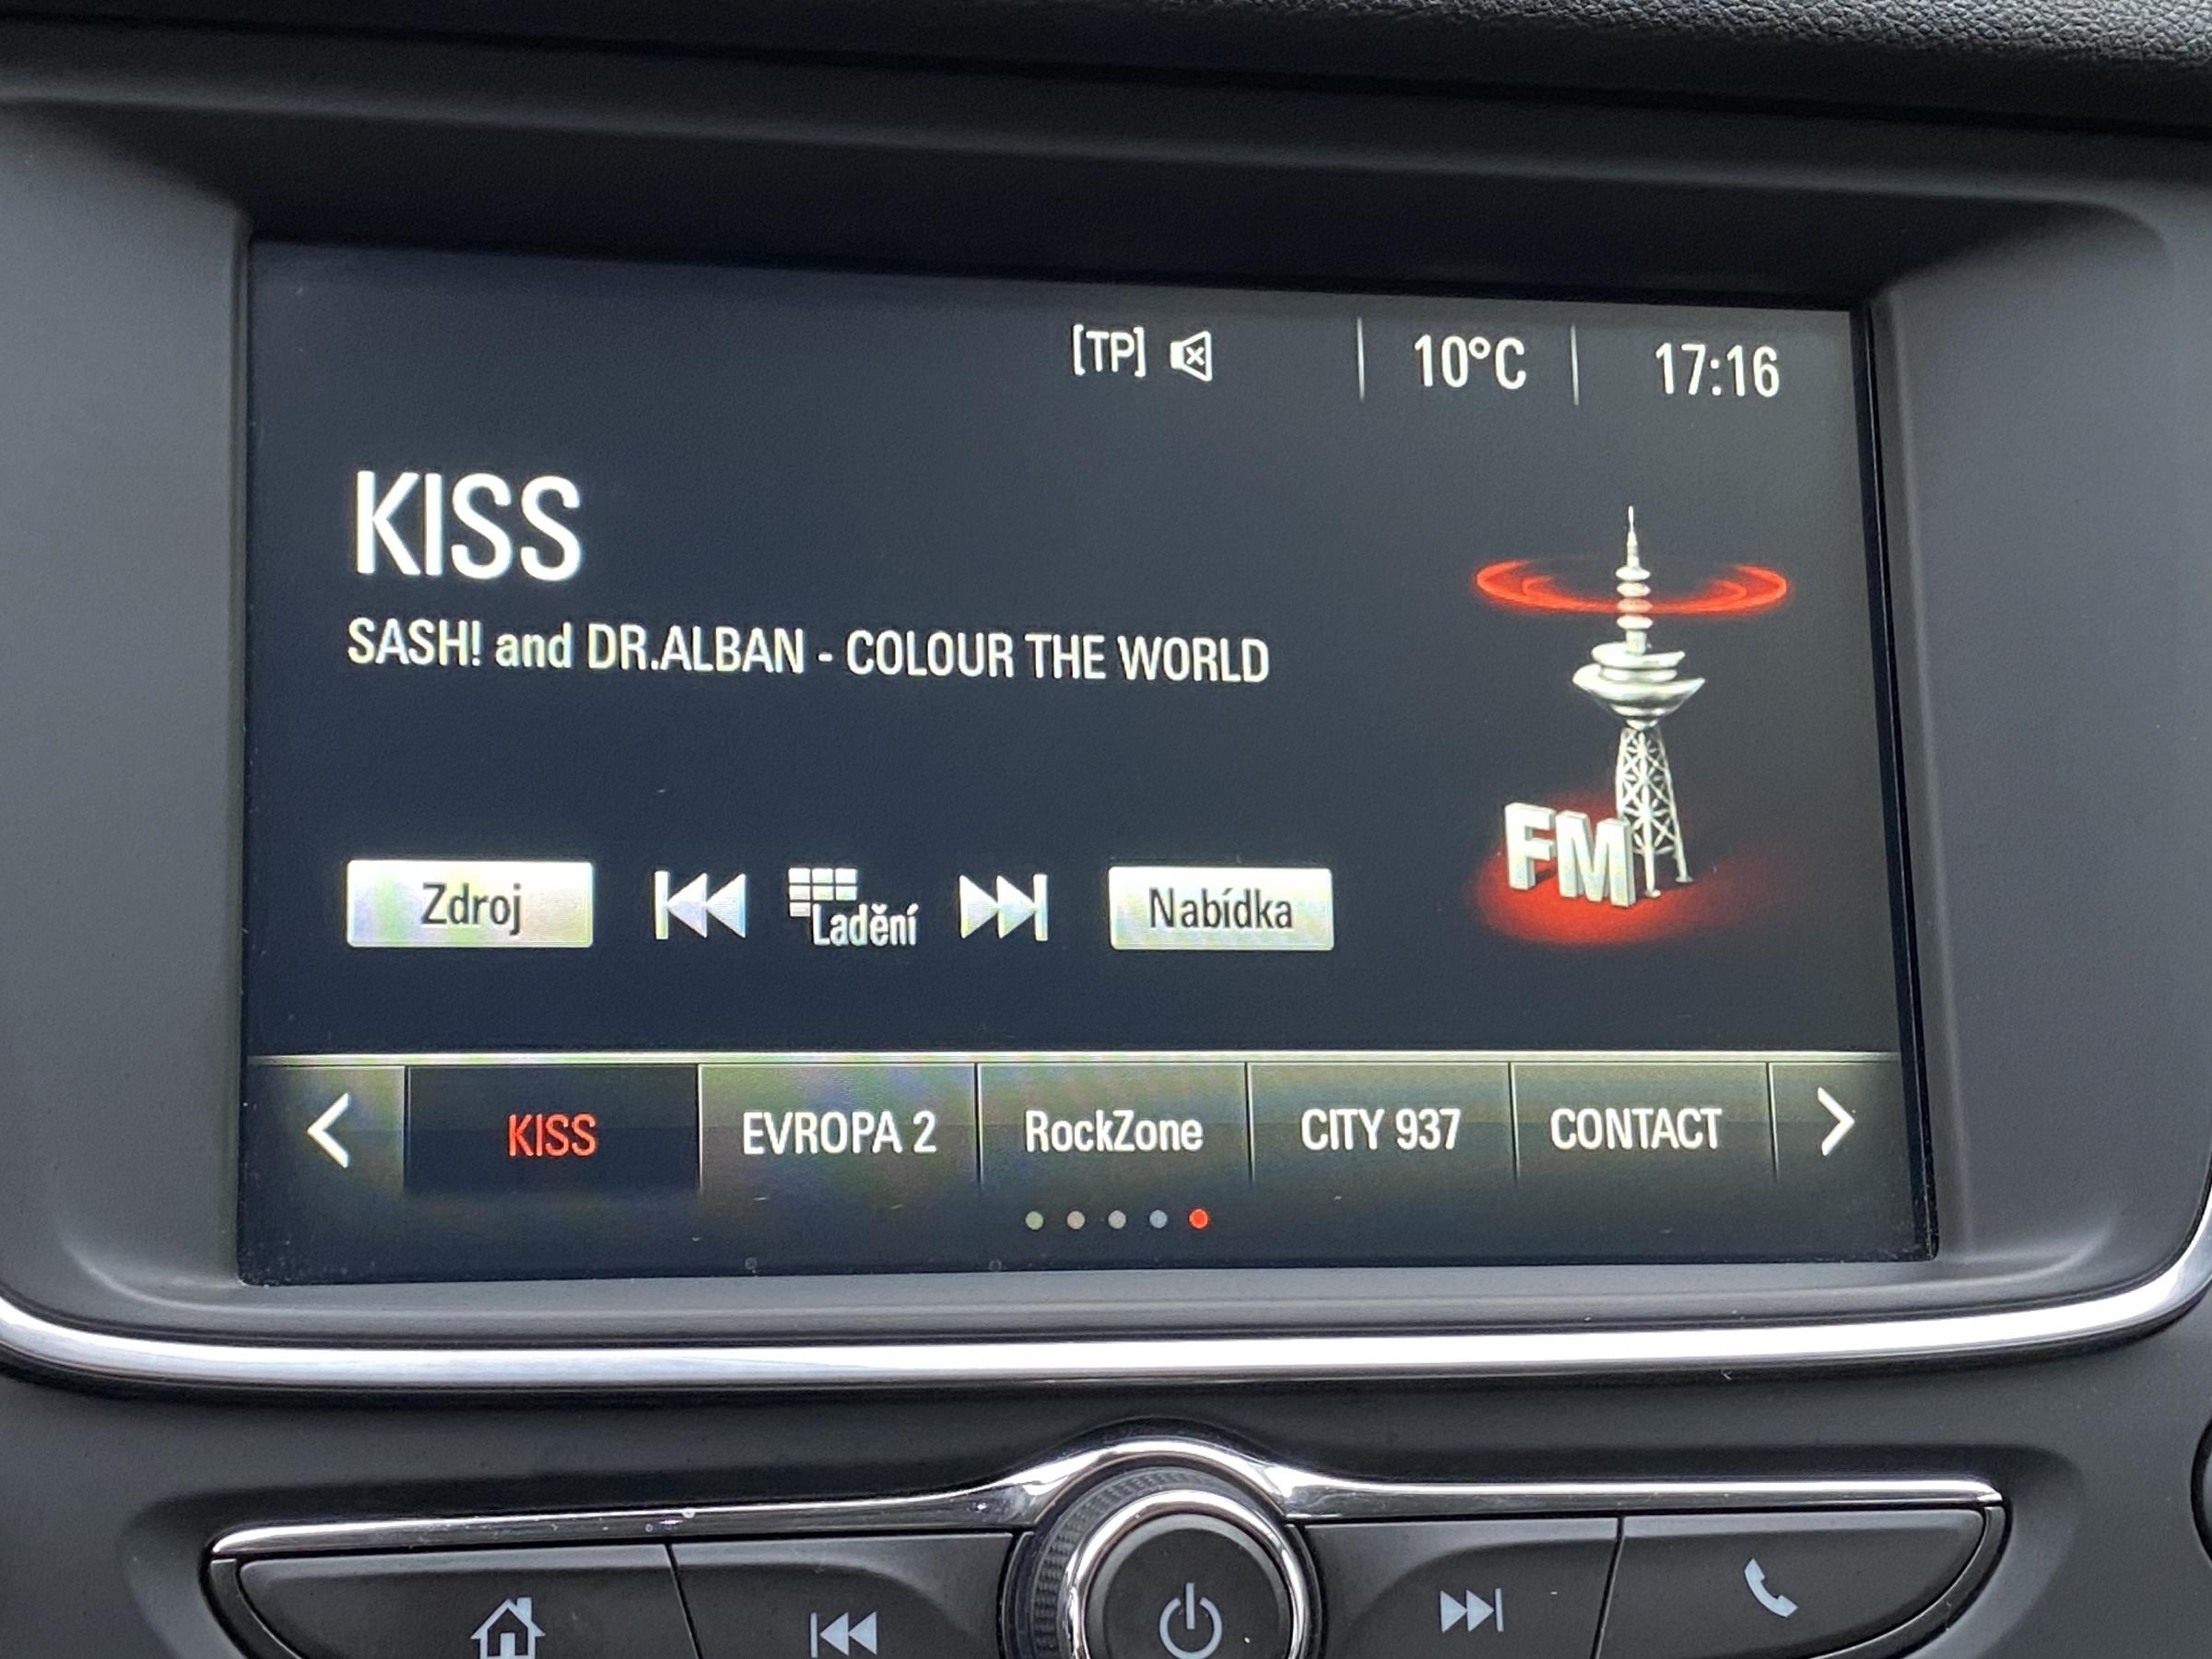 [TP] 10°C 17:16
KISS
SASH! and DR.ALBAN - COLOUR THE WORLD
FM
Zdroj Ladění Nabídka
KISS EVROPA 2 RockZone CITY 937 CONTACT